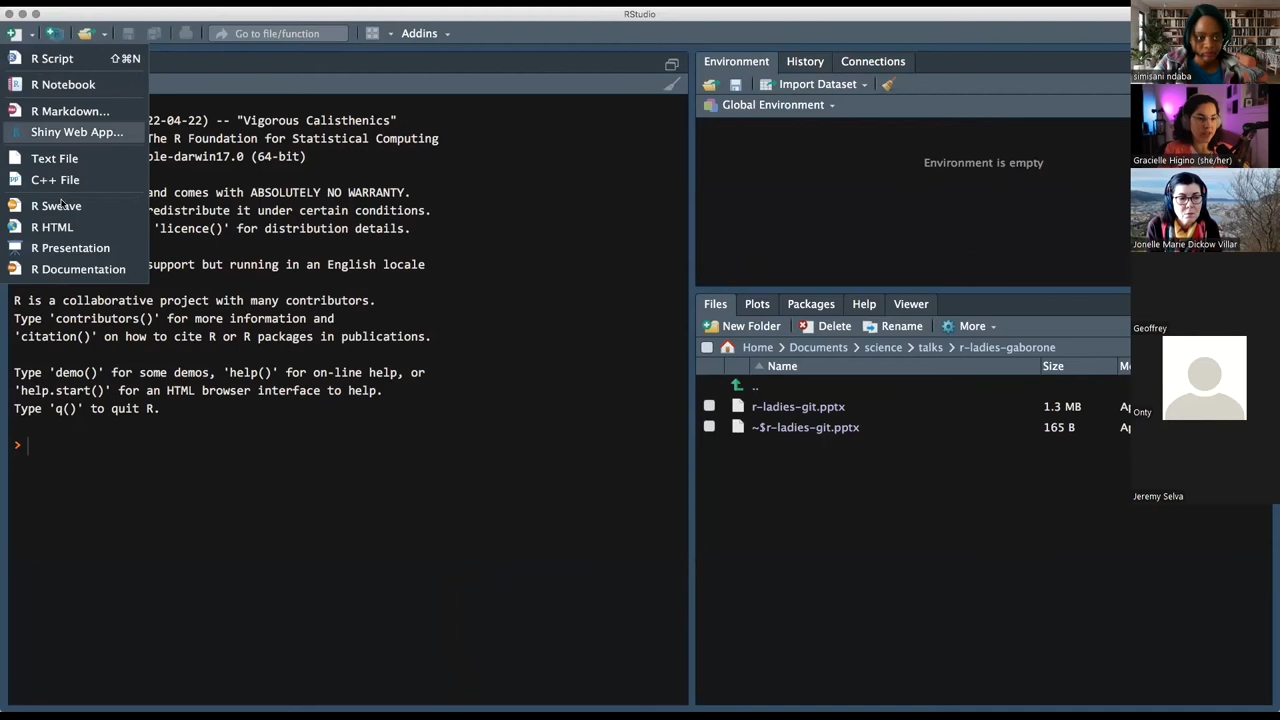 RStudio
Go to file/function
Addins
R Script ⇧⌘N
R Notebook
R Markdown...
Shiny Web App...
Text File
C++ File
R Sweave
R HTML
R Presentation
R Documentation
22-04-22) -- "Vigorous Calisthenics"
The R Foundation for Statistical Computing
ple-darwin17.0 (64-bit)
and comes with ABSOLUTELY NO WARRANTY.
redistribute it under certain conditions.
'licence()' for distribution details.
support but running in an English locale
R is a collaborative project with many contributors.
Type 'contributors()' for more information and
'citation()' on how to cite R or R packages in publications.
Type 'demo()' for some demos, 'help()' for on-line help, or
'help.start()' for an HTML browser interface to help.
Type 'q()' to quit R.
>
Environment History Connections
Import Dataset
Global Environment
Environment is empty
Files Plots Packages Help Viewer
New Folder Delete Rename More
Home Documents science talks r-ladies-gaborone
Name Size M
..
r-ladies-git.pptx 1.3 MB Ap
~$r-ladies-git.pptx 165 B Ap
simisani ndaba
Gracielle Higino (she/her)
Jonelle Marie Dickow Villar
Geoffrey
Onty
Jeremy Selva